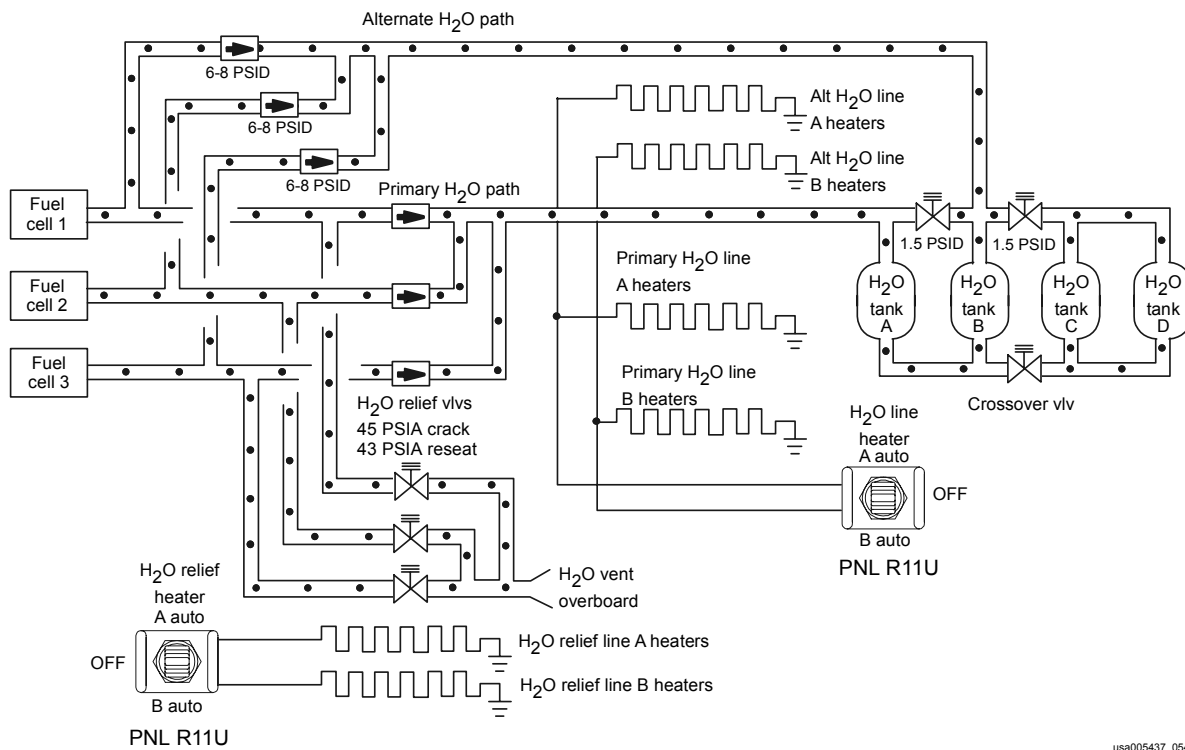 Alternate H₂O path
6-8 PSID
6-8 PSID
6-8 PSID
Alt H₂O line
A heaters
Alt H₂O line
B heaters
Fuel
cell 1
Primary H₂O path
1.5 PSID
1.5 PSID
Fuel
cell 2
Primary H₂O line
A heaters
H₂O
tank
A
H₂O
tank
B
H₂O
tank
C
H₂O
tank
D
Fuel
cell 3
Primary H₂O line
B heaters
H₂O relief vlvs
45 PSIA crack
43 PSIA reseat
Crossover vlv
H₂O line
heater
A auto
OFF
B auto
PNL R11U
H₂O vent
overboard
H₂O relief
heater
A auto
OFF
B auto
PNL R11U
H₂O relief line A heaters
H₂O relief line B heaters